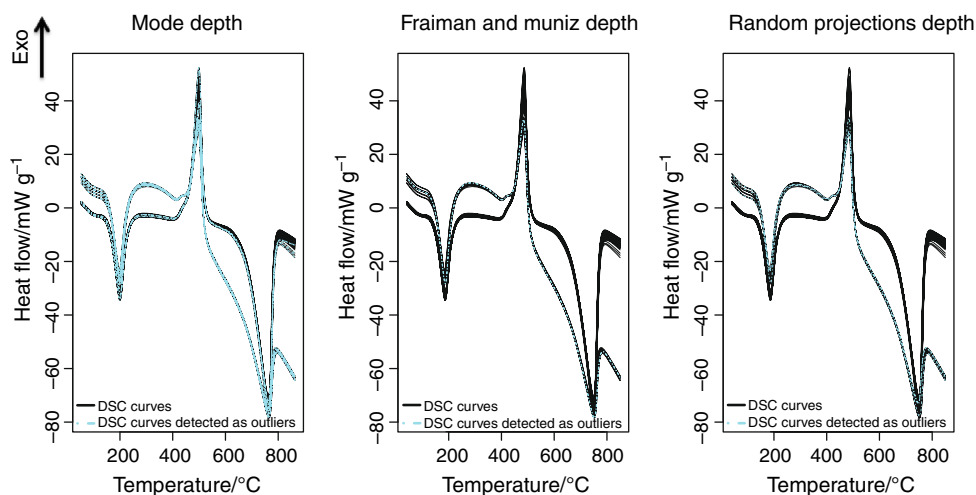 Exo
Mode depth
Heat flow/mW g⁻¹
40
20
0
−20
−40
−60
−80
DSC curves
DSC curves detected as outliers
200 400 600 800
Temperature/°C
Fraiman and muniz depth
Heat flow/mW g⁻¹
40
20
0
−20
−40
−60
−80
DSC curves
DSC curves detected as outliers
200 400 600 800
Temperature/°C
Random projections depth
Heat flow/mW g⁻¹
40
20
0
−20
−40
−60
−80
DSC curves
DSC curves detected as outliers
200 400 600 800
Temperature/°C